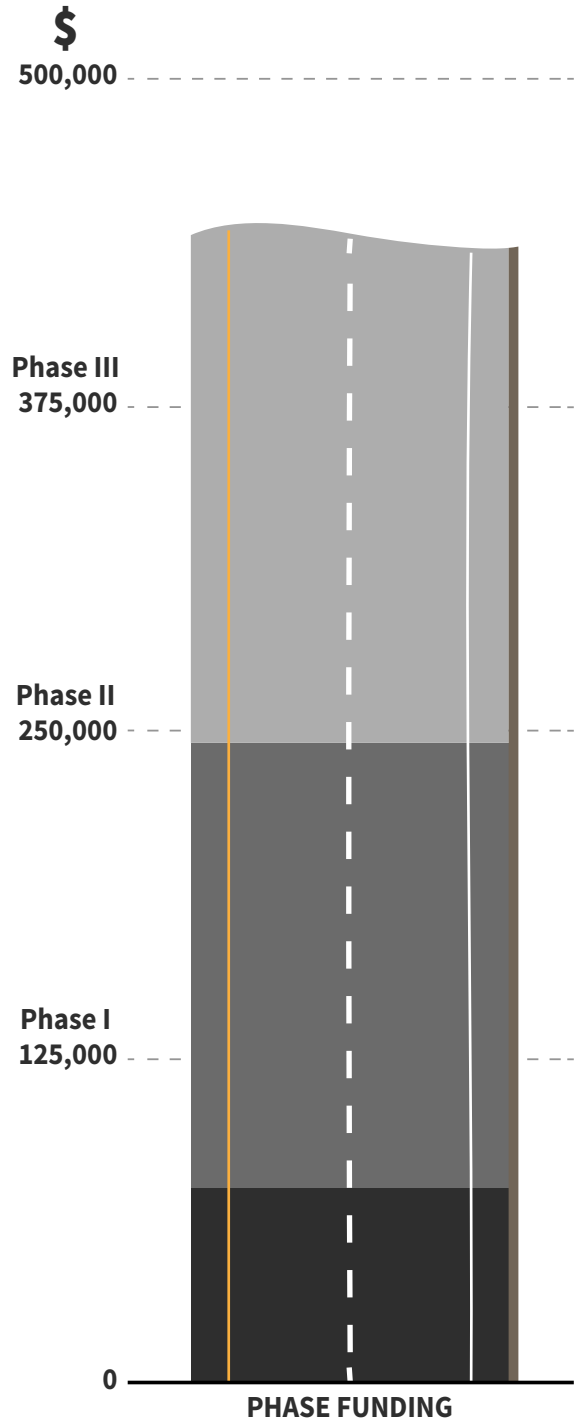 $
500,000
Phase III
375,000
Phase II
250,000
Phase I
125,000
0
PHASE FUNDING